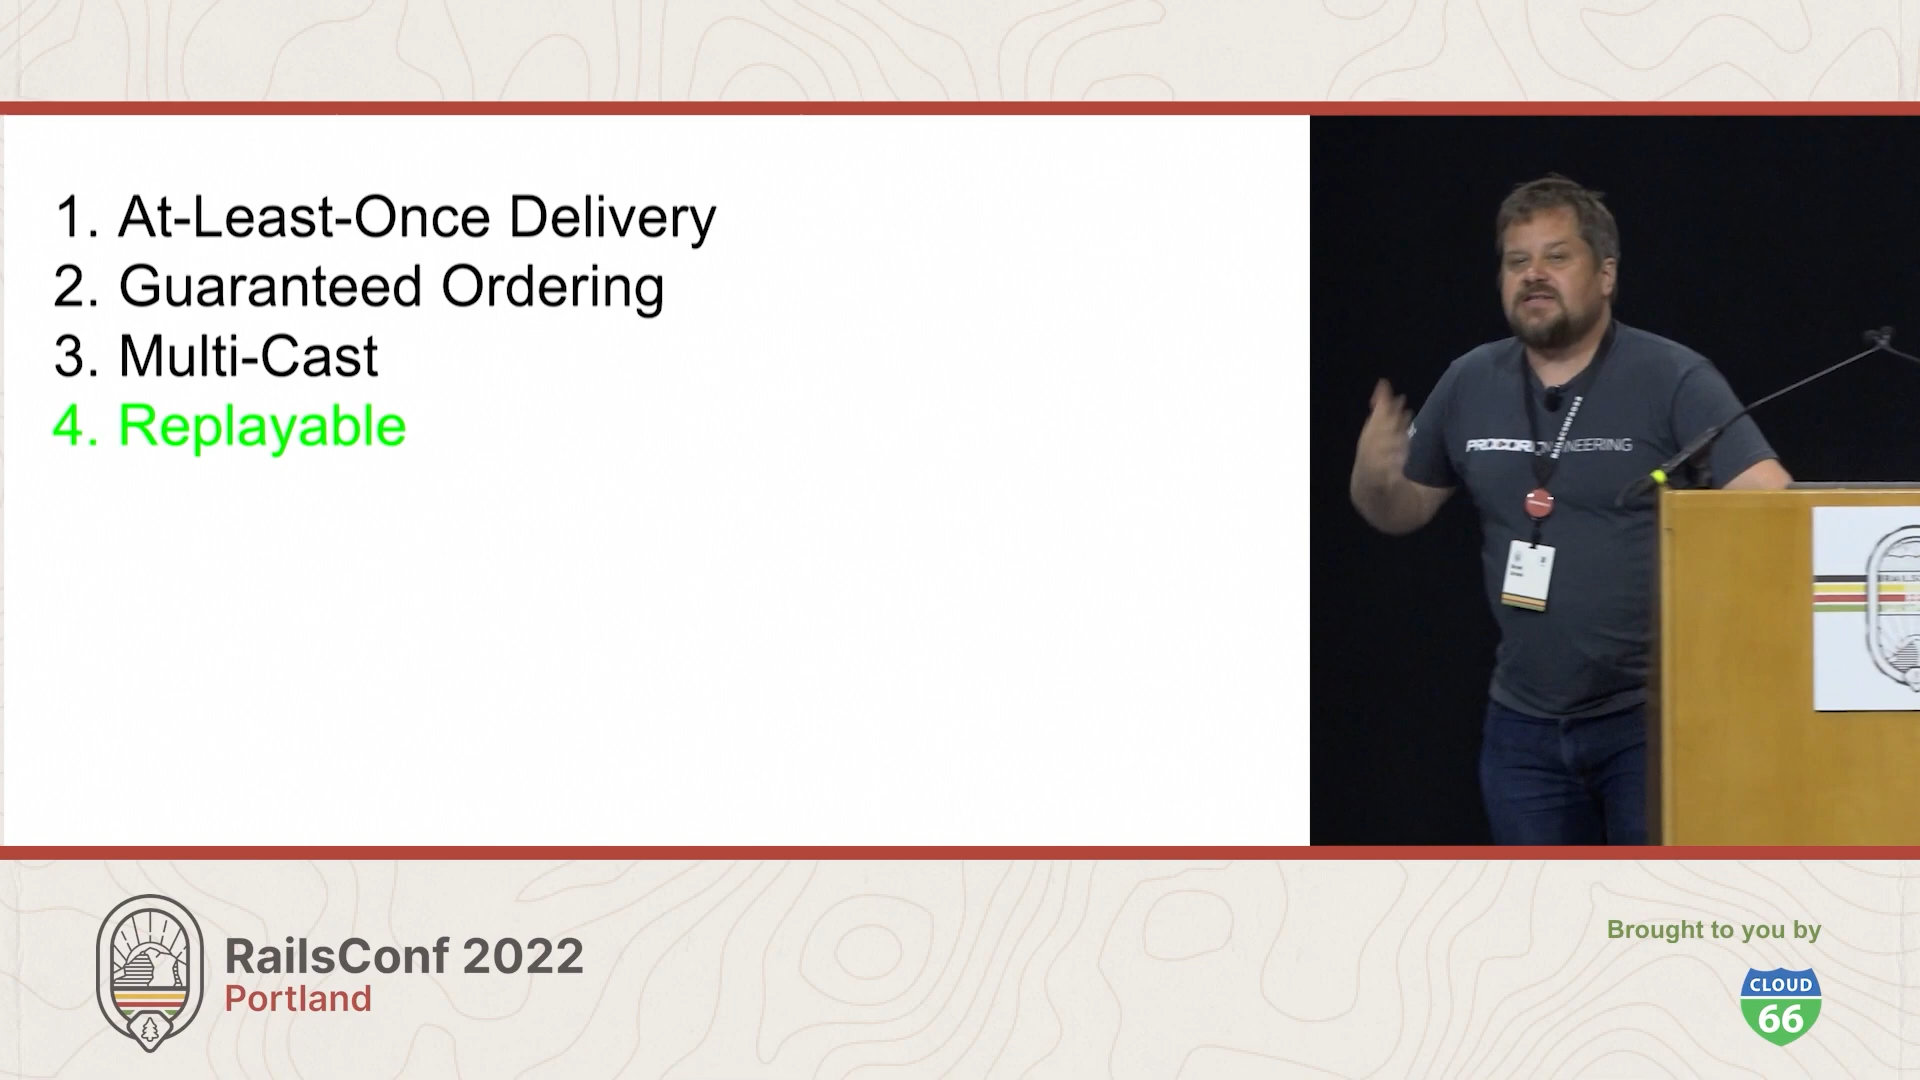 1. At-Least-Once Delivery
2. Guaranteed Ordering
3. Multi-Cast
4. Replayable
RailsConf 2022
Portland
Brought to you by
CLOUD
66